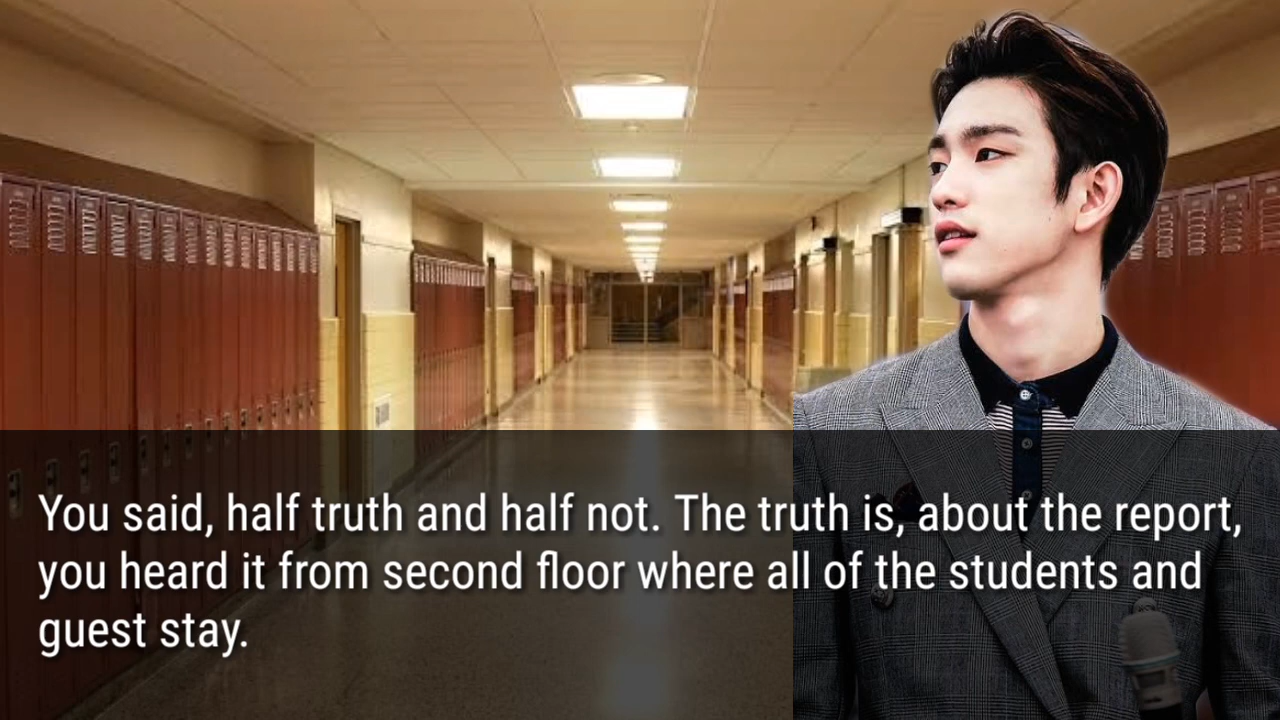 You said, half truth and half not. The truth is, about the report,
you heard it from second floor where all of the students and
guest stay.